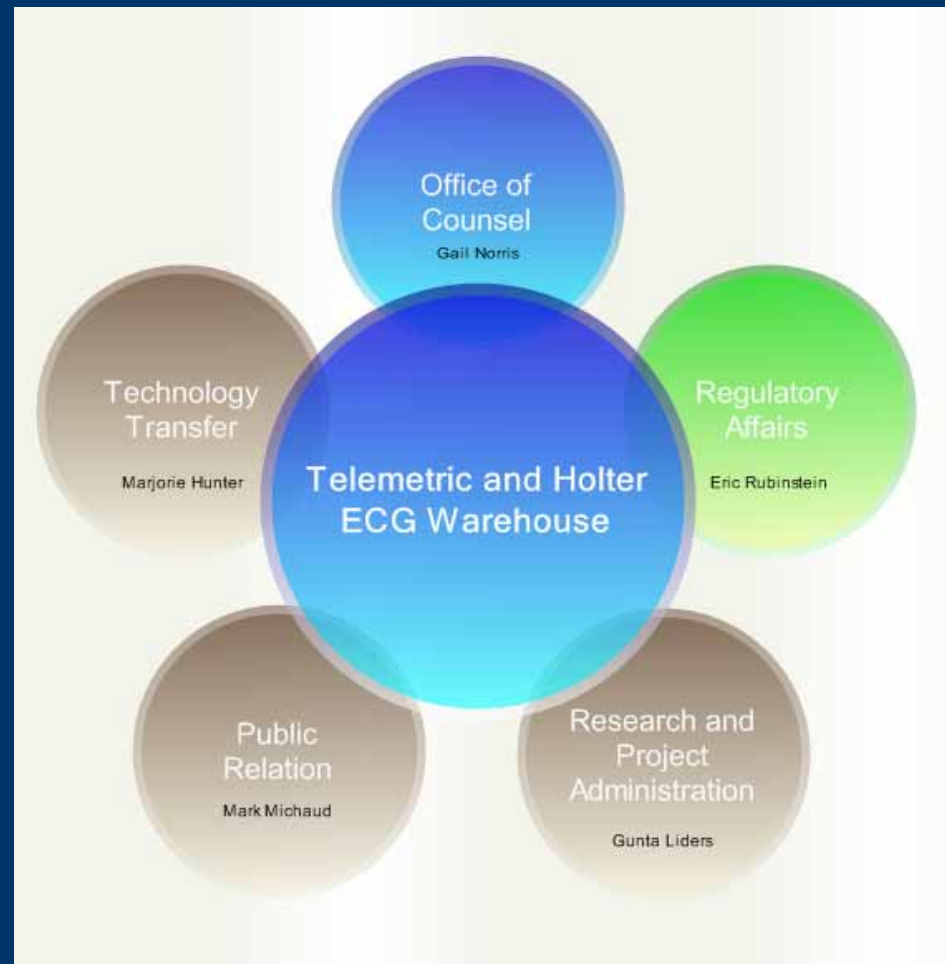 Office of
Counsel
Gail Norris
Technology
Transfer
Marjorie Hunter
Regulatory
Affairs
Eric Rubinstein
Telemetric and Holter
ECG Warehouse
Public
Relation
Mark Michaud
Research and
Project
Administration
Gunta Liders